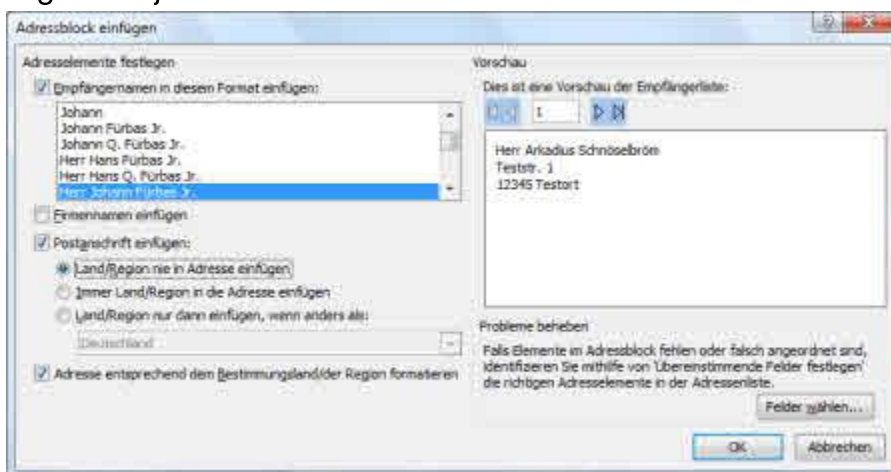 Adressblock einfügen
Adresselemente festlegen
Empfängernamen in diesem Format einfügen:
Johann
Johann Fürbas Jr.
Johann Q. Fürbas Jr.
Herr Hans Fürbas Jr.
Herr Hans Q. Fürbas Jr.
Herr Johann Fürbas Jr.
Firmennamen einfügen
Postanschrift einfügen:
Land/Region nie in Adresse einfügen
Immer Land/Region in die Adresse einfügen
Land/Region nur dann einfügen, wenn anders als:
Deutschland
Adresse entsprechend dem Bestimmungsland/der Region formatieren
Vorschau
Dies ist eine Vorschau der Empfängerliste:
1
Herr Arkadius Schnöselbröm
Teststr. 1
12345 Testort
Probleme beheben
Falls Elemente im Adressblock fehlen oder falsch angeordnet sind,
identifizieren Sie mithilfe von 'Übereinstimmende Felder festlegen'
die richtigen Adresselemente in der Adressenliste.
Felder wählen...
OK
Abbrechen